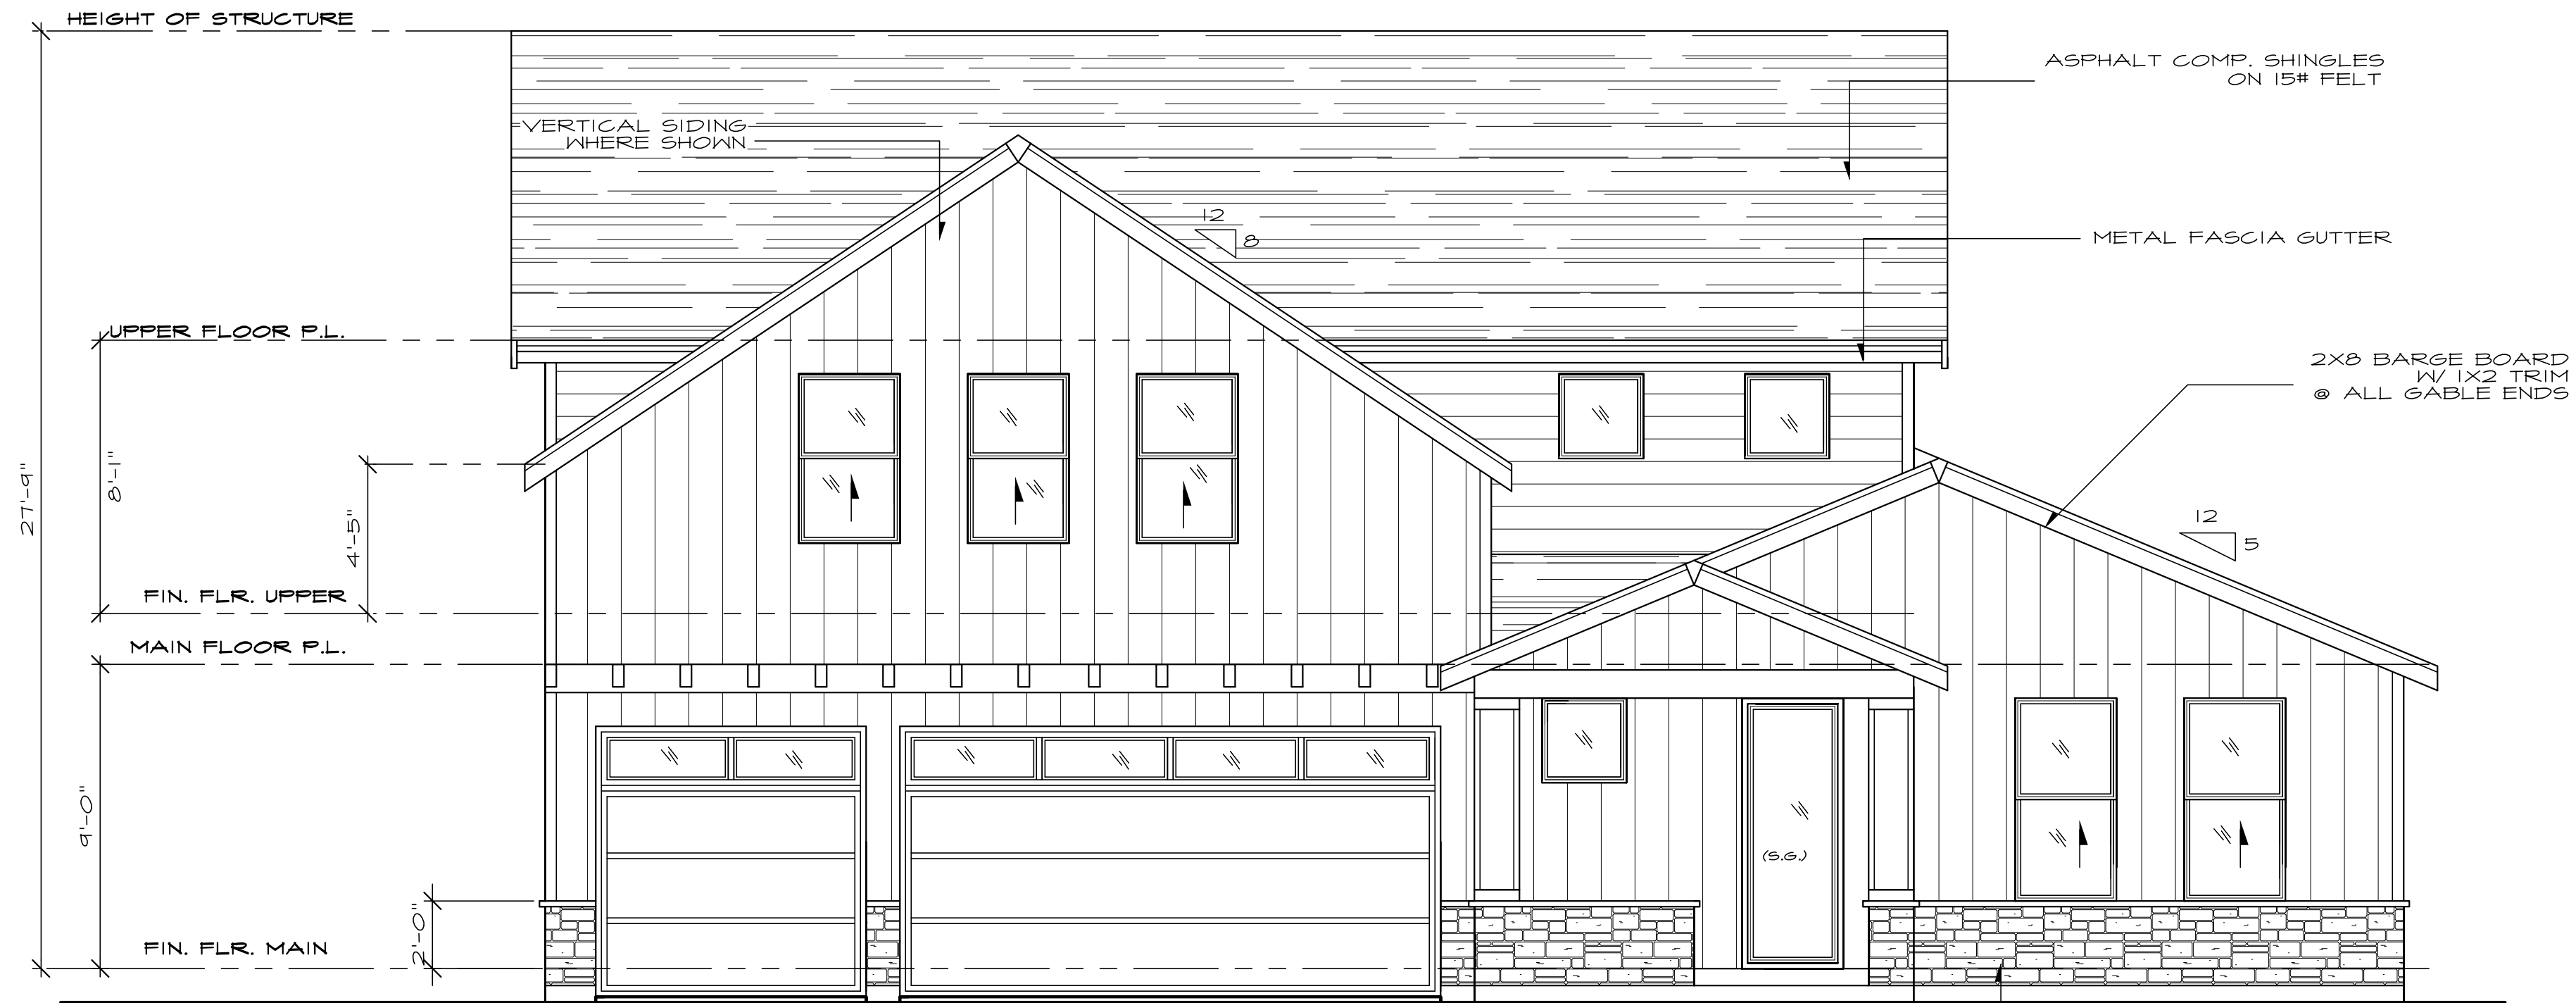 HEIGHT OF STRUCTURE
ASPHALT COMP. SHINGLES
ON 15# FELT
VERTICAL SIDING
WHERE SHOWN
12
8
METAL FASCIA GUTTER
UPPER FLOOR P.L.
2X8 BARGE BOARD
W/ 1X2 TRIM
@ ALL GABLE ENDS
27'-9"
8'-1"
4'-5"
12
5
FIN. FLR. UPPER
MAIN FLOOR P.L.
9'-0"
(S.G.)
2'-0"
FIN. FLR. MAIN